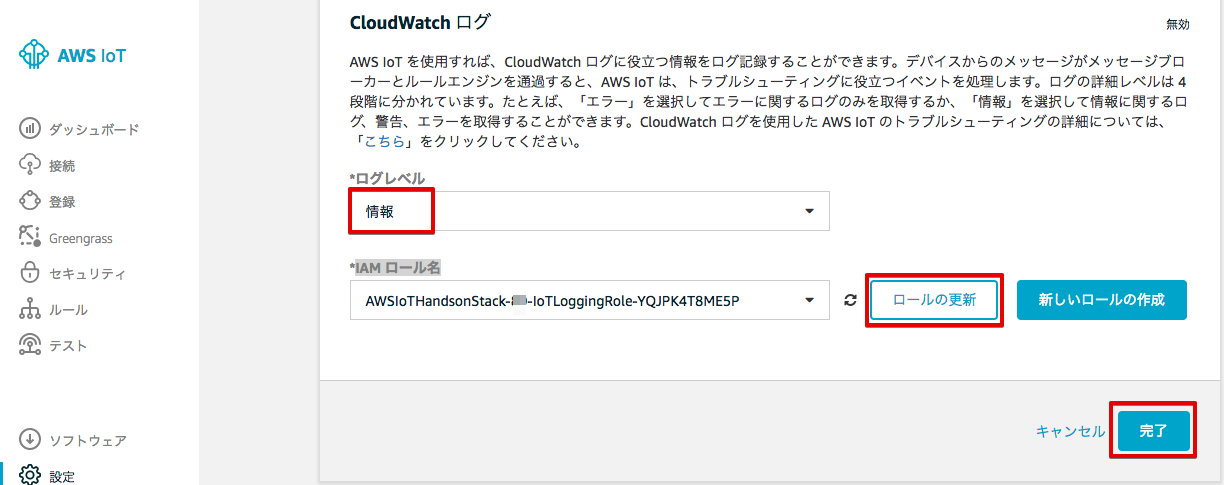 AWS IoT
ダッシュボード
接続
登録
Greengrass
セキュリティ
ルール
テスト
ソフトウェア
設定
CloudWatch ログ
無効
AWS IoT を使用すれば、CloudWatch ログに役立つ情報をログ記録することができます。デバイスからのメッセージがメッセージブロ
ーカーとルールエンジンを通過すると、AWS IoT は、トラブルシューティングに役立つイベントを処理します。ログの詳細レベルは 4
段階に分かれています。たとえば、「エラー」を選択してエラーに関するログのみを取得するか、「情報」を選択して情報に関するロ
グ、警告、エラーを取得することができます。CloudWatch ログを使用した AWS IoT のトラブルシューティングの詳細については、
「こちら」をクリックしてください。
*ログレベル
情報
*IAM ロール名
AWSIoTHandsonStack- -IoTLoggingRole-YQJPK4T8ME5P
ロールの更新
新しいロールの作成
キャンセル
完了